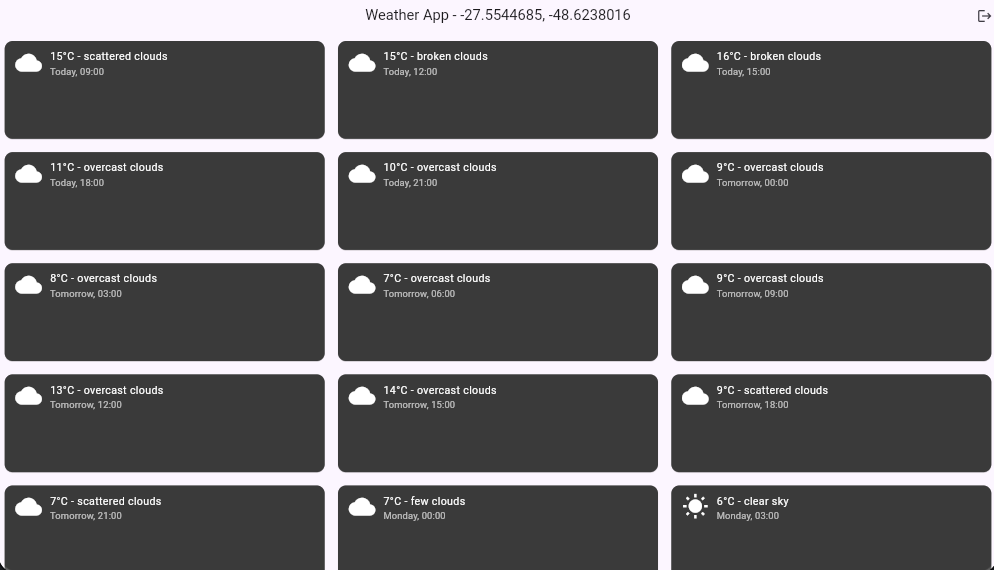 Weather App - -27.5544685, -48.6238016
15°C - scattered clouds
Today, 09:00
15°C - broken clouds
Today, 12:00
16°C - broken clouds
Today, 15:00
11°C - overcast clouds
Today, 18:00
10°C - overcast clouds
Today, 21:00
9°C - overcast clouds
Tomorrow, 00:00
8°C - overcast clouds
Tomorrow, 03:00
7°C - overcast clouds
Tomorrow, 06:00
9°C - overcast clouds
Tomorrow, 09:00
13°C - overcast clouds
Tomorrow, 12:00
14°C - overcast clouds
Tomorrow, 15:00
9°C - scattered clouds
Tomorrow, 18:00
7°C - scattered clouds
Tomorrow, 21:00
7°C - few clouds
Monday, 00:00
6°C - clear sky
Monday, 03:00